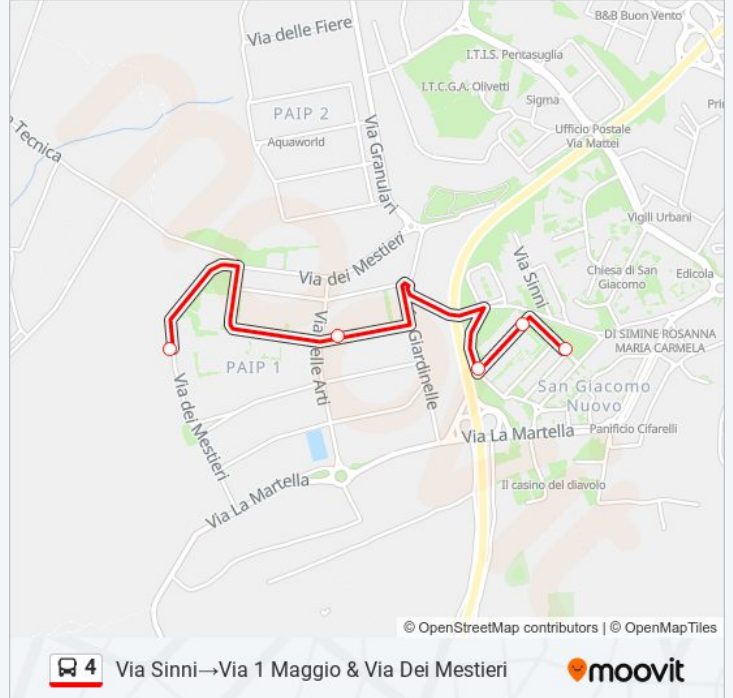 B&B Buon Vento
Via delle Fiere
I.T.I.S. Pentasuglia
I.T.C.G.A. Olivetti
Sigma
PAIP 2
Ufficio Postale
Via Mattei
Aquaworld
Tecnica
Via Granulari
Vigili Urbani
Via dei Mestieri
Via Sinni
Chiesa di San
Giacomo
Edicola
Via delle Arti
Giardinelle
DI SIMINE ROSANNA
MARIA CARMELA
PAIP 1
Via dei Mestieri
San Giacomo
Nuovo
Via La Martella
Panificio Cifarelli
Via La Martella
Il casino del diavolo
© OpenStreetMap contributors | © OpenMapTiles
4 Via Sinni→Via 1 Maggio & Via Dei Mestieri
moovit